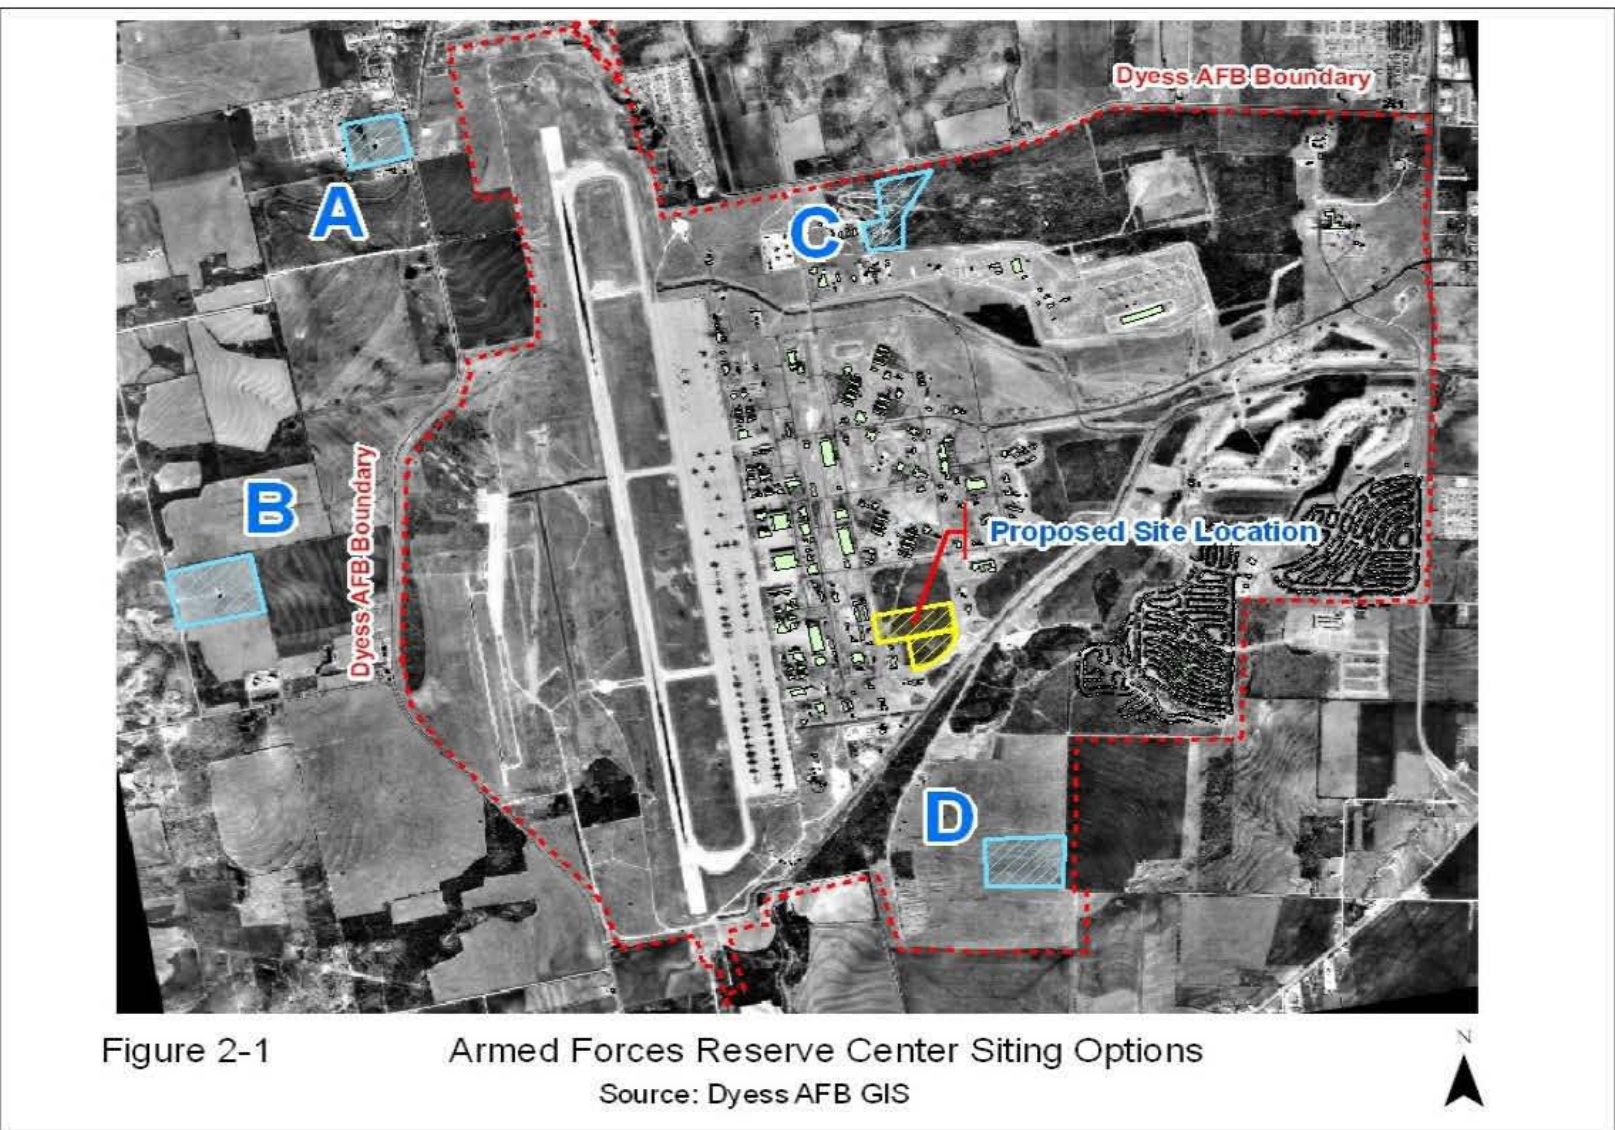 Dyess AFB Boundary
A
C
B
Dyess AFB Boundary
Proposed Site Location
D
Figure 2-1
Armed Forces Reserve Center Siting Options
Source: Dyess AFB GIS
N